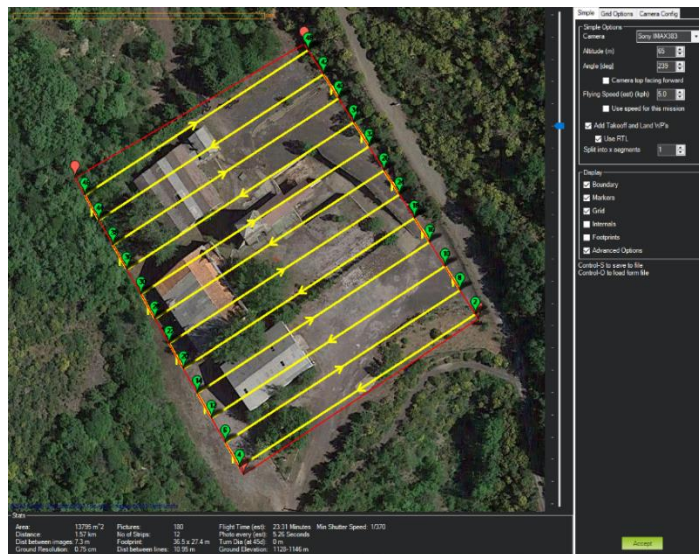 Simple Grid Options Camera Config
Simple Options
Camera Sony IMAX383
Altitude (m) 65
Angle [deg] 239
Camera top facing forward
Flying Speed (est) (kph) 5.0
Use speed for this mission
Add Takeoff and Land WP's
Use RTL
Split into x segments 1
Display
Boundary
Markers
Grid
Internals
Footprints
Advanced Options
Control-S to save to file
Control-O to load form file
Accept
Stats
Area: 13795 m^2 Pictures: 180 Flight Time (est): 23:31 Minutes Min Shutter Speed: 1/370
Distance: 1.57 km No of Strips: 12 Photo every (est): 5.26 Seconds
Dist between images: 7.3 m Footprint: 36.5 x 27.4 m Turn Dia (at 45d): 0 m
Ground Resolution: 0.75 cm Dist between lines: 10.95 m Ground Elevation: 1128-1146 m